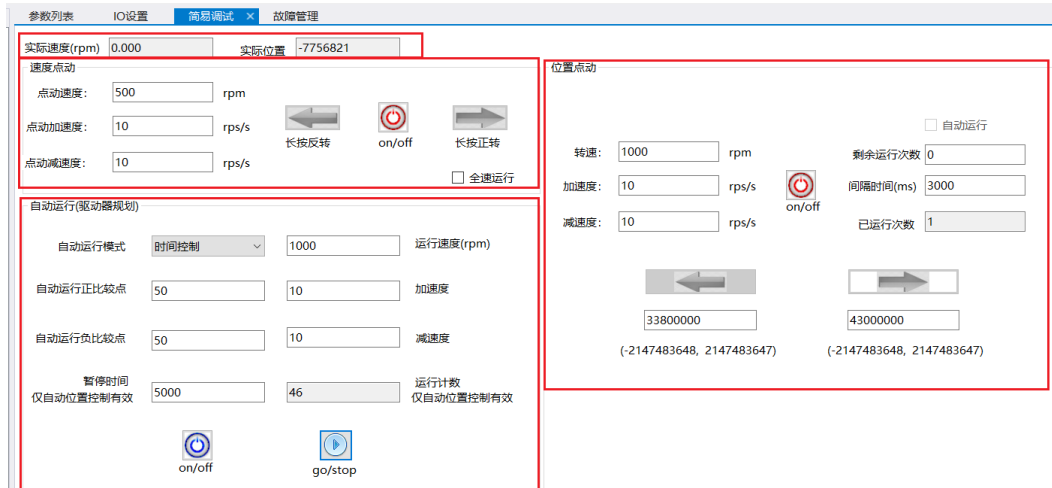 参数列表 IO设置 简易调试 × 故障管理
实际速度(rpm) 0.000 实际位置 -7756821
速度点动
点动速度: 500 rpm
点动加速度: 10 rps/s
点动减速度: 10 rps/s
长按反转 on/off 长按正转
全速运行
自动运行(驱动器规划)
自动运行模式 时间控制 1000 运行速度(rpm)
自动运行正比较点 50 10 加速度
自动运行负比较点 50 10 减速度
暂停时间
仅自动位置控制有效 5000 46 运行计数
仅自动位置控制有效
on/off go/stop
位置点动
自动运行
转速: 1000 rpm 剩余运行次数 0
加速度: 10 rps/s on/off 间隔时间(ms) 3000
减速度: 10 rps/s 已运行次数 1
33800000 43000000
(-2147483648, 2147483647) (-2147483648, 2147483647)